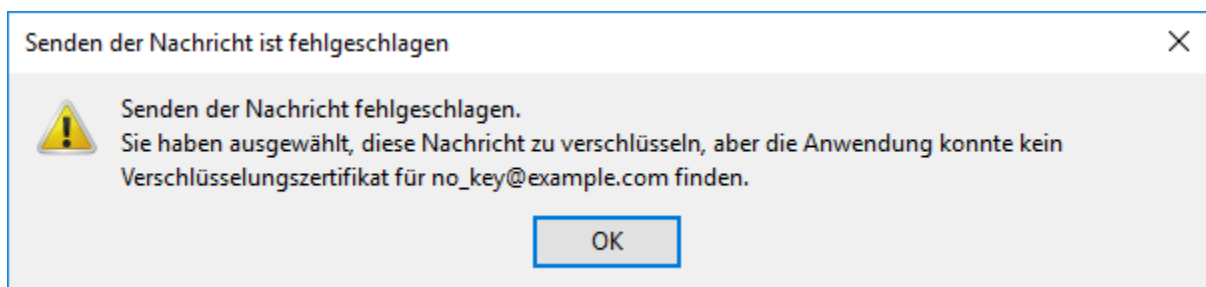 Senden der Nachricht ist fehlgeschlagen
Senden der Nachricht fehlgeschlagen.
Sie haben ausgewählt, diese Nachricht zu verschlüsseln, aber die Anwendung konnte kein
Verschlüsselungszertifikat für no_key@example.com finden.
OK